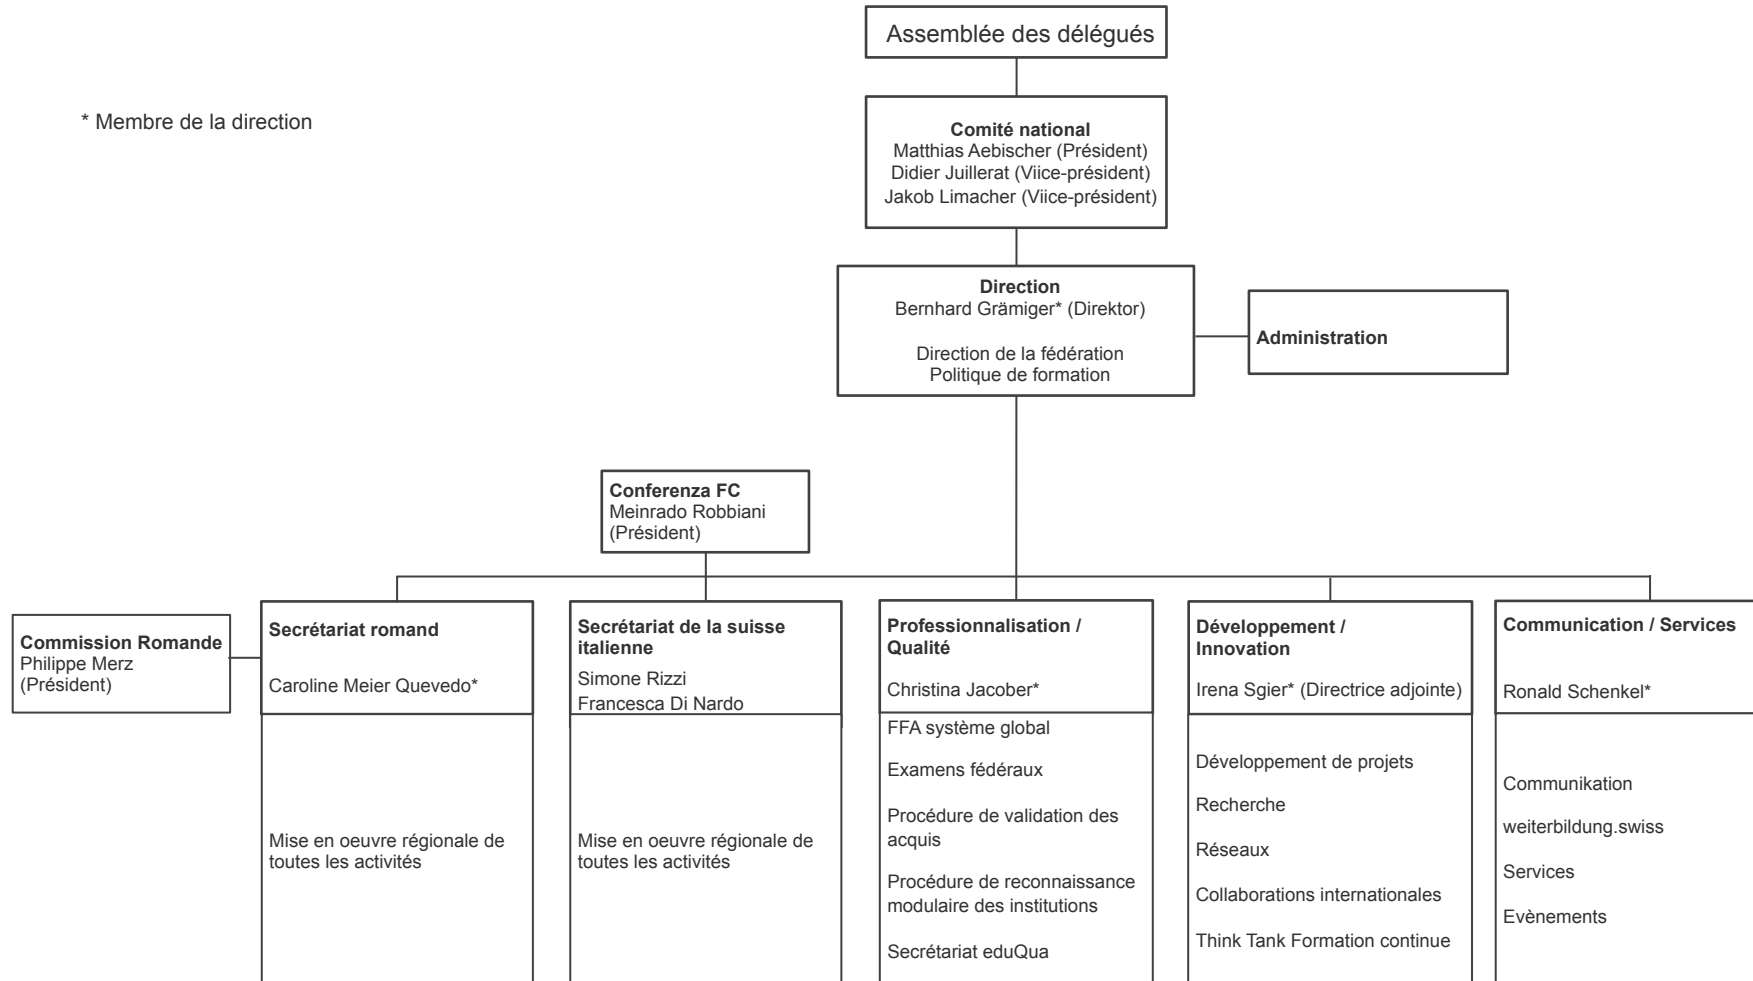 Assemblée des délégués
* Membre de la direction
Comité national
Matthias Aebischer (Président)
Didier Juillerat (Viice-président)
Jakob Limacher (Viice-président)
Direction
Bernhard Grämiger* (Direktor)
Direction de la fédération
Politique de formation
Administration
Conferenza FC
Meinrado Robbiani
(Président)
Commission Romande
Philippe Merz
(Président)
Secrétariat romand
Caroline Meier Quevedo*
Mise en oeuvre régionale de
toutes les activités
Secrétariat de la suisse
italienne
Simone Rizzi
Francesca Di Nardo
Mise en oeuvre régionale de
toutes les activités
Professionnalisation /
Qualité
Christina Jacober*
FFA système global
Examens fédéraux
Procédure de validation des
acquis
Procédure de reconnaissance
modulaire des institutions
Secrétariat eduQua
Développement /
Innovation
Irena Sgier* (Directrice adjointe)
Développement de projets
Recherche
Réseaux
Collaborations internationales
Think Tank Formation continue
Communication / Services
Ronald Schenkel*
Communikation
weiterbildung.swiss
Services
Evènements